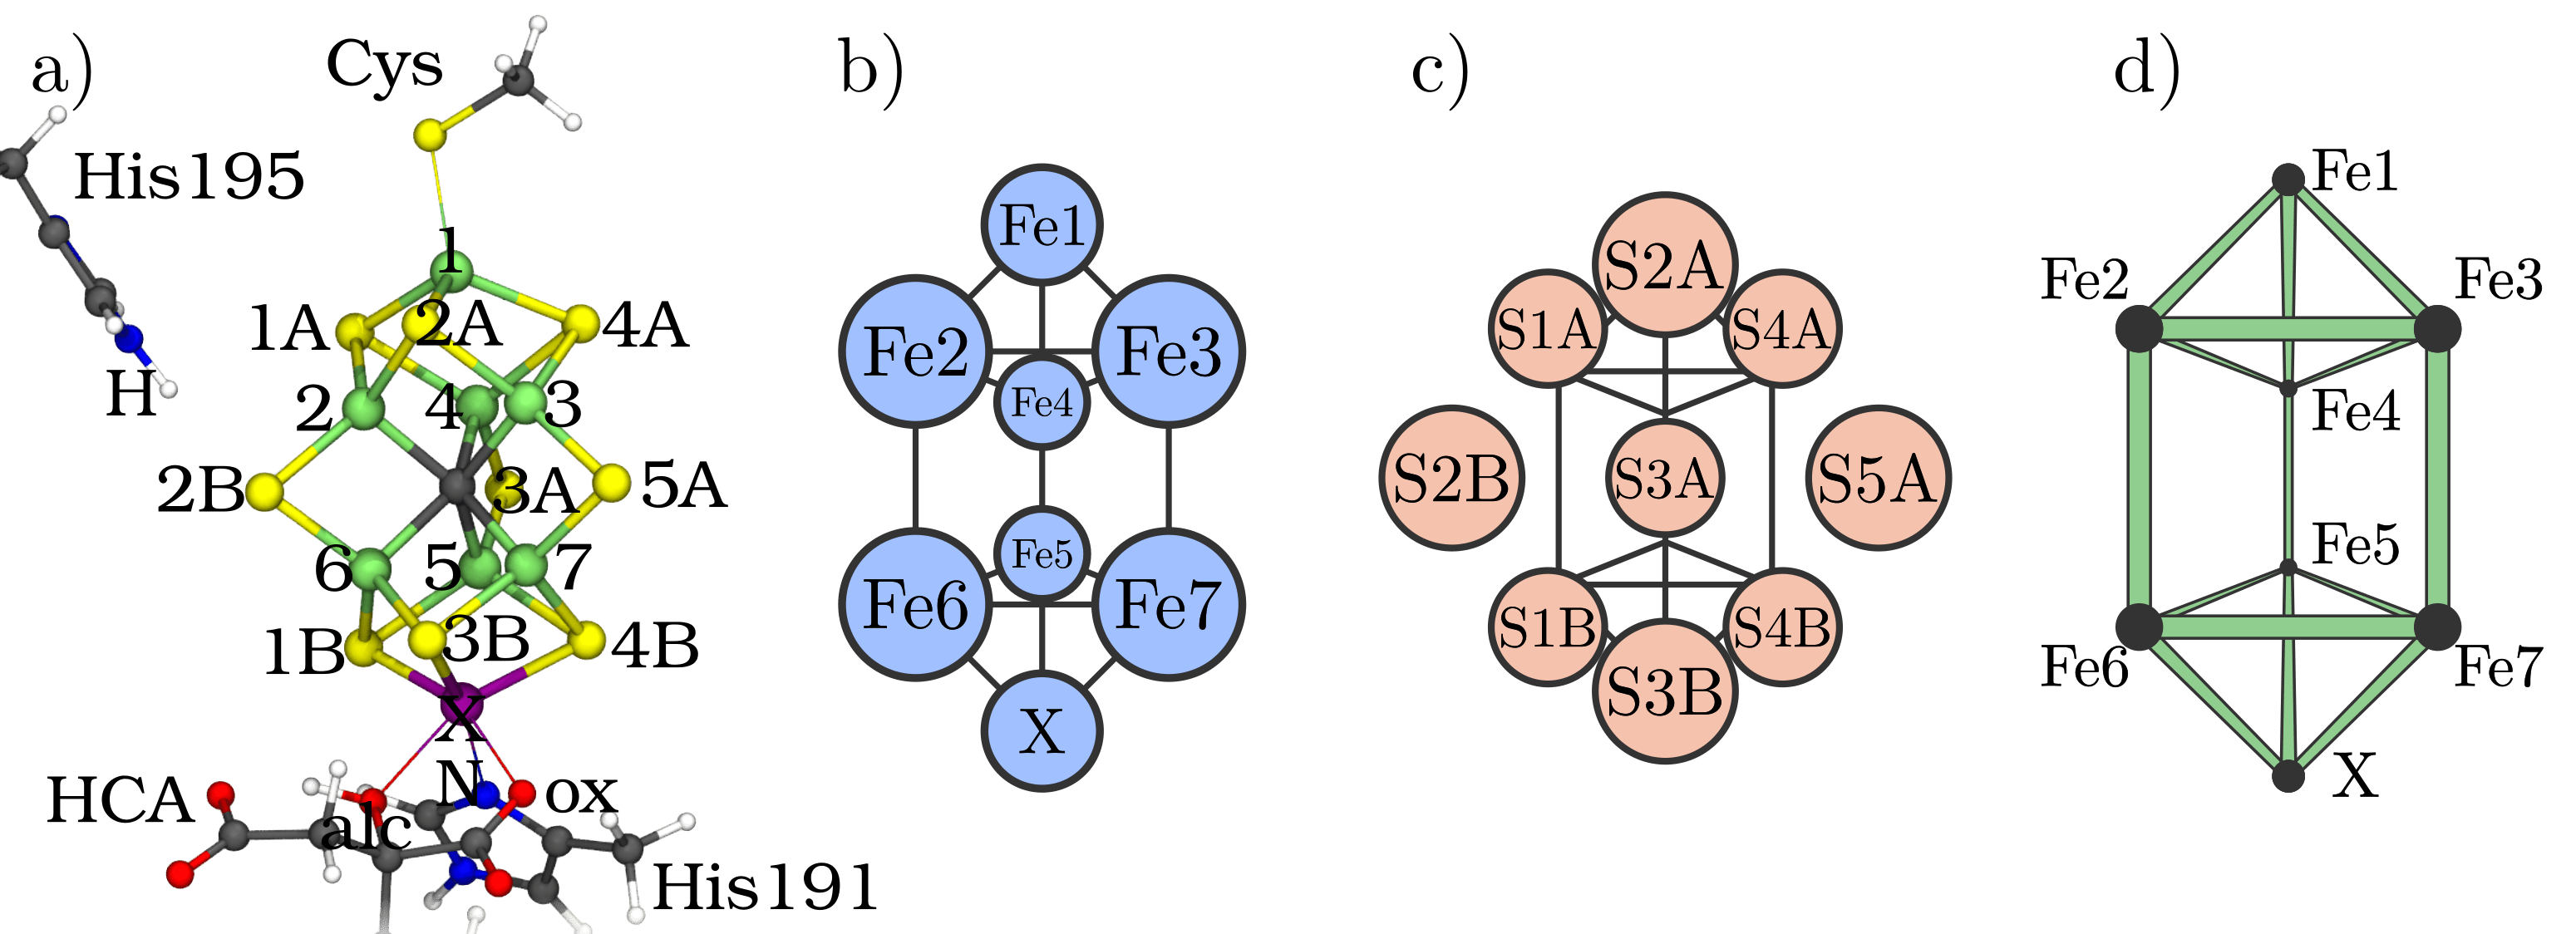 a)
Cys
His195
H
1
1A
2A
4A
2
4
3
2B
3A
5A
6
5
7
1B
3B
4B
X
HCA
N
ox
alc
His191
b)
Fe1
Fe2
Fe3
Fe4
Fe5
Fe6
Fe7
X
c)
S2A
S1A
S4A
S2B
S3A
S5A
S1B
S4B
S3B
d)
Fe1
Fe2
Fe3
Fe4
Fe5
Fe6
Fe7
X